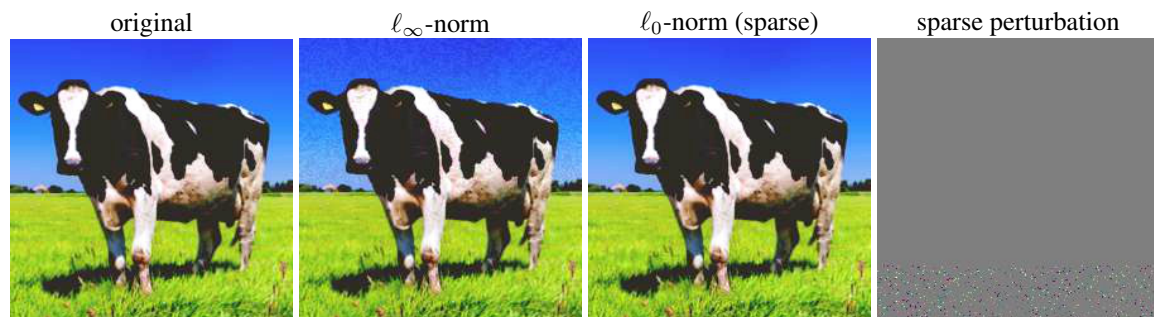 original
ℓ∞-norm
ℓ0-norm (sparse)
sparse perturbation